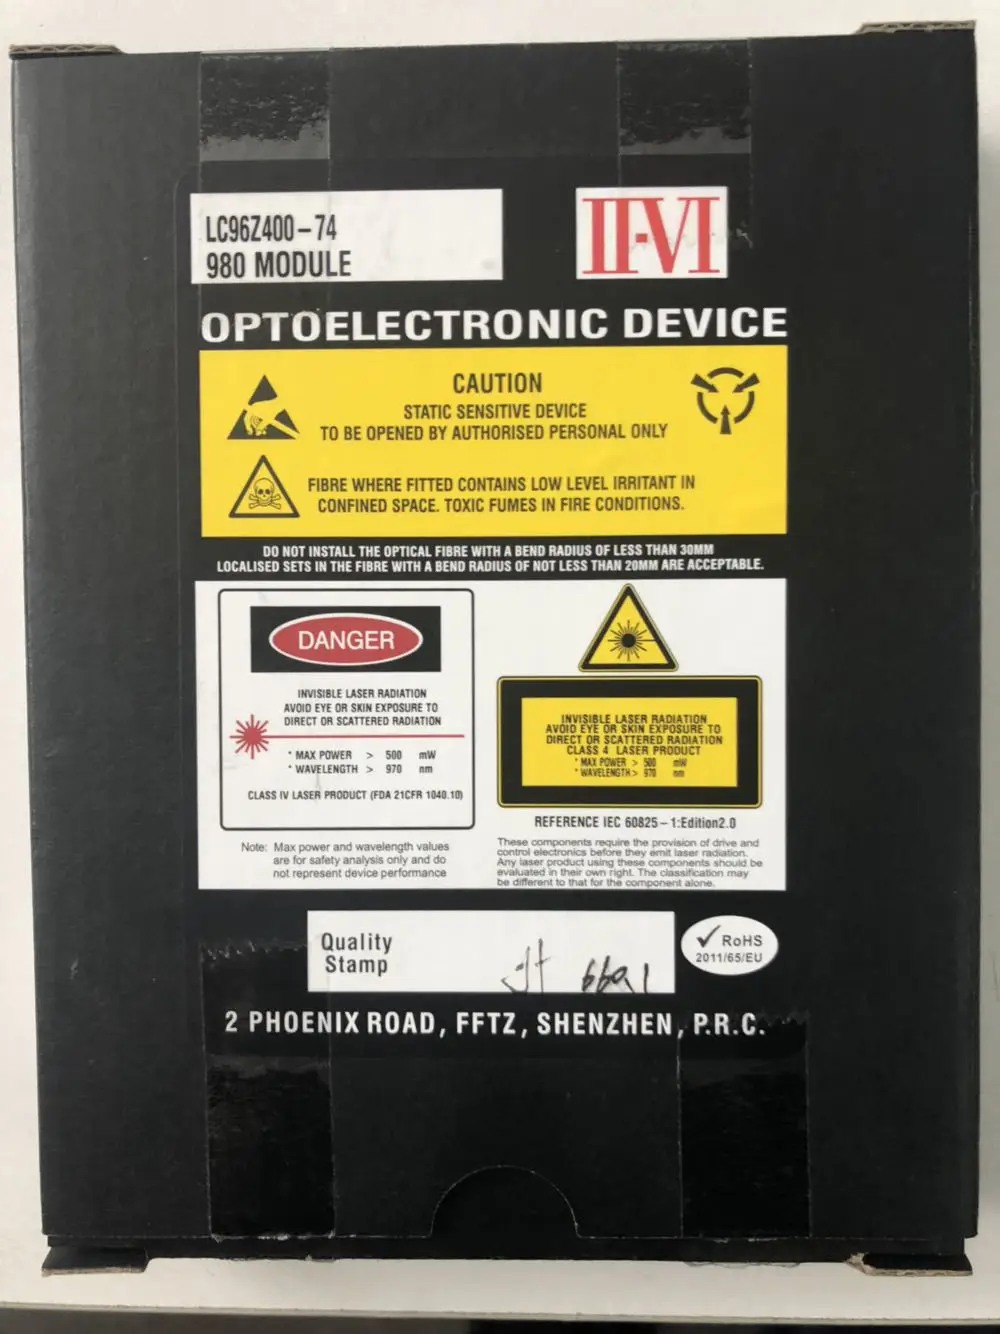 LC96Z400-74
980 MODULE
II-VI
OPTOELECTRONIC DEVICE
CAUTION
STATIC SENSITIVE DEVICE
TO BE OPENED BY AUTHORISED PERSONAL ONLY
FIBRE WHERE FITTED CONTAINS LOW LEVEL IRRITANT IN
CONFINED SPACE. TOXIC FUMES IN FIRE CONDITIONS.
DO NOT INSTALL THE OPTICAL FIBRE WITH A BEND RADIUS OF LESS THAN 30MM
LOCALISED SETS IN THE FIBRE WITH A BEND RADIUS OF NOT LESS THAN 20MM ARE ACCEPTABLE.
DANGER
INVISIBLE LASER RADIATION
AVOID EYE OR SKIN EXPOSURE TO
DIRECT OR SCATTERED RADIATION
* MAX POWER > 500 mW
* WAVELENGTH > 970 nm
CLASS IV LASER PRODUCT (FDA 21CFR 1040.10)
Note: Max power and wavelength values
are for safety analysis only and do
not represent device performance
INVISIBLE LASER RADIATION
AVOID EYE OR SKIN EXPOSURE TO
DIRECT OR SCATTERED RADIATION
CLASS 4 LASER PRODUCT
* MAX POWER > 500 mW
* WAVELENGTH > 970 nm
REFERENCE IEC 60825-1:Edition2.0
These components require the provision of drive and
control electronics before they emit laser radiation.
Any laser product using these components should be
evaluated in their own right. The classification may
be different to that for the component alone.
Quality
Stamp
RoHS
2011/65/EU
2 PHOENIX ROAD, FFTZ, SHENZHEN, P.R.C.